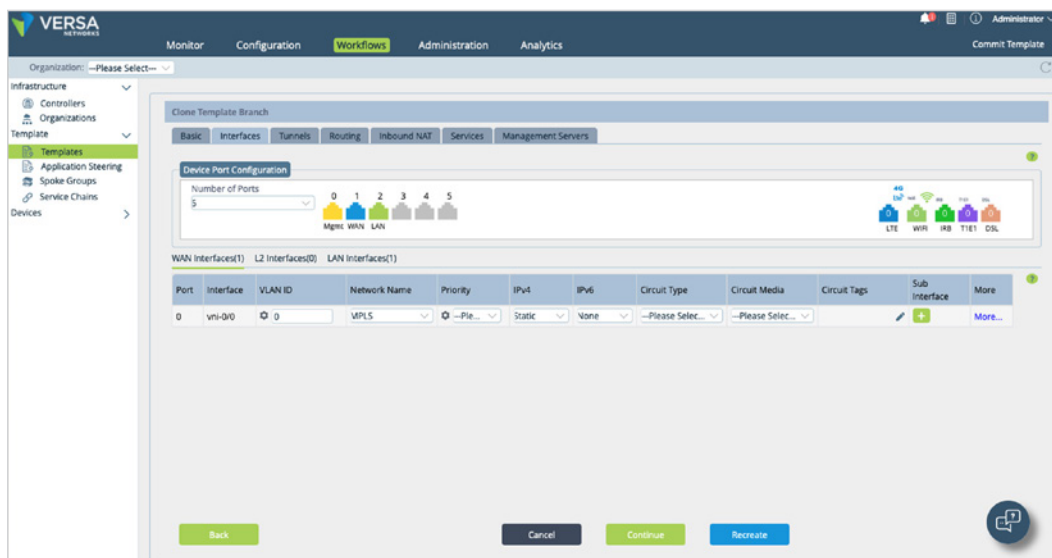 VERSA
NETWORKS
Administrator
Monitor Configuration Workflows Administration Analytics Commit Template
Organization: --Please Select--
Infrastructure
Controllers
Organizations
Template
Templates
Application Steering
Spoke Groups
Service Chains
Devices
Clone Template Branch
Basic Interfaces Tunnels Routing Inbound NAT Services Management Servers
Device Port Configuration
Number of Ports
5
0 1 2 3 4 5
Mgmt WAN LAN
4G
0 0 0 0 0
LTE WIFI IRB T1E1 DSL
WAN Interfaces(1) L2 Interfaces(0) LAN Interfaces(1)
Port Interface VLAN ID Network Name Priority IPv4 IPv6 Circuit Type Circuit Media Circuit Tags Sub Interface More
0 vni-0/0 0 MPLS --Ple... Static None --Please Selec... --Please Selec... More...
Back Cancel Continue Recreate